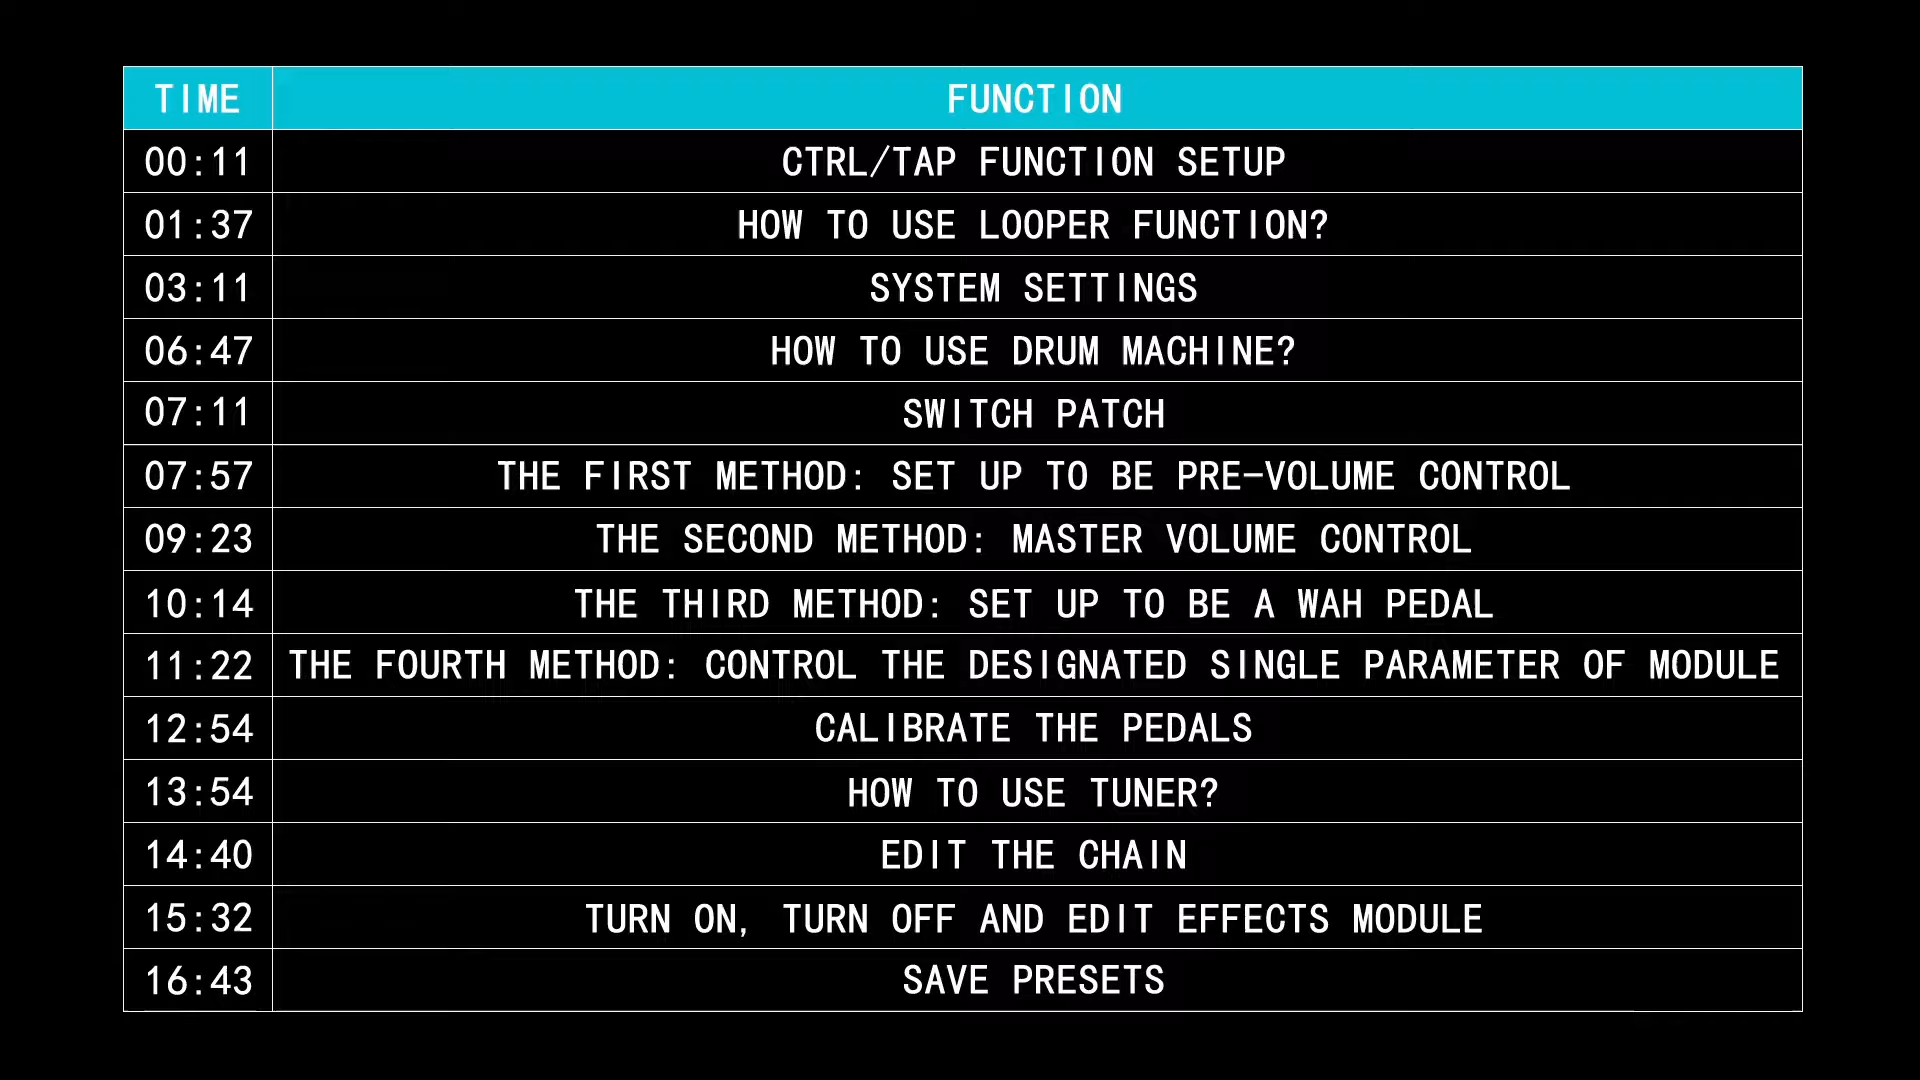 TIME FUNCTION
00:11 CTRL/TAP FUNCTION SETUP
01:37 HOW TO USE LOOPER FUNCTION?
03:11 SYSTEM SETTINGS
06:47 HOW TO USE DRUM MACHINE?
07:11 SWITCH PATCH
07:57 THE FIRST METHOD: SET UP TO BE PRE-VOLUME CONTROL
09:23 THE SECOND METHOD: MASTER VOLUME CONTROL
10:14 THE THIRD METHOD: SET UP TO BE A WAH PEDAL
11:22 THE FOURTH METHOD: CONTROL THE DESIGNATED SINGLE PARAMETER OF MODULE
12:54 CALIBRATE THE PEDALS
13:54 HOW TO USE TUNER?
14:40 EDIT THE CHAIN
15:32 TURN ON, TURN OFF AND EDIT EFFECTS MODULE
16:43 SAVE PRESETS